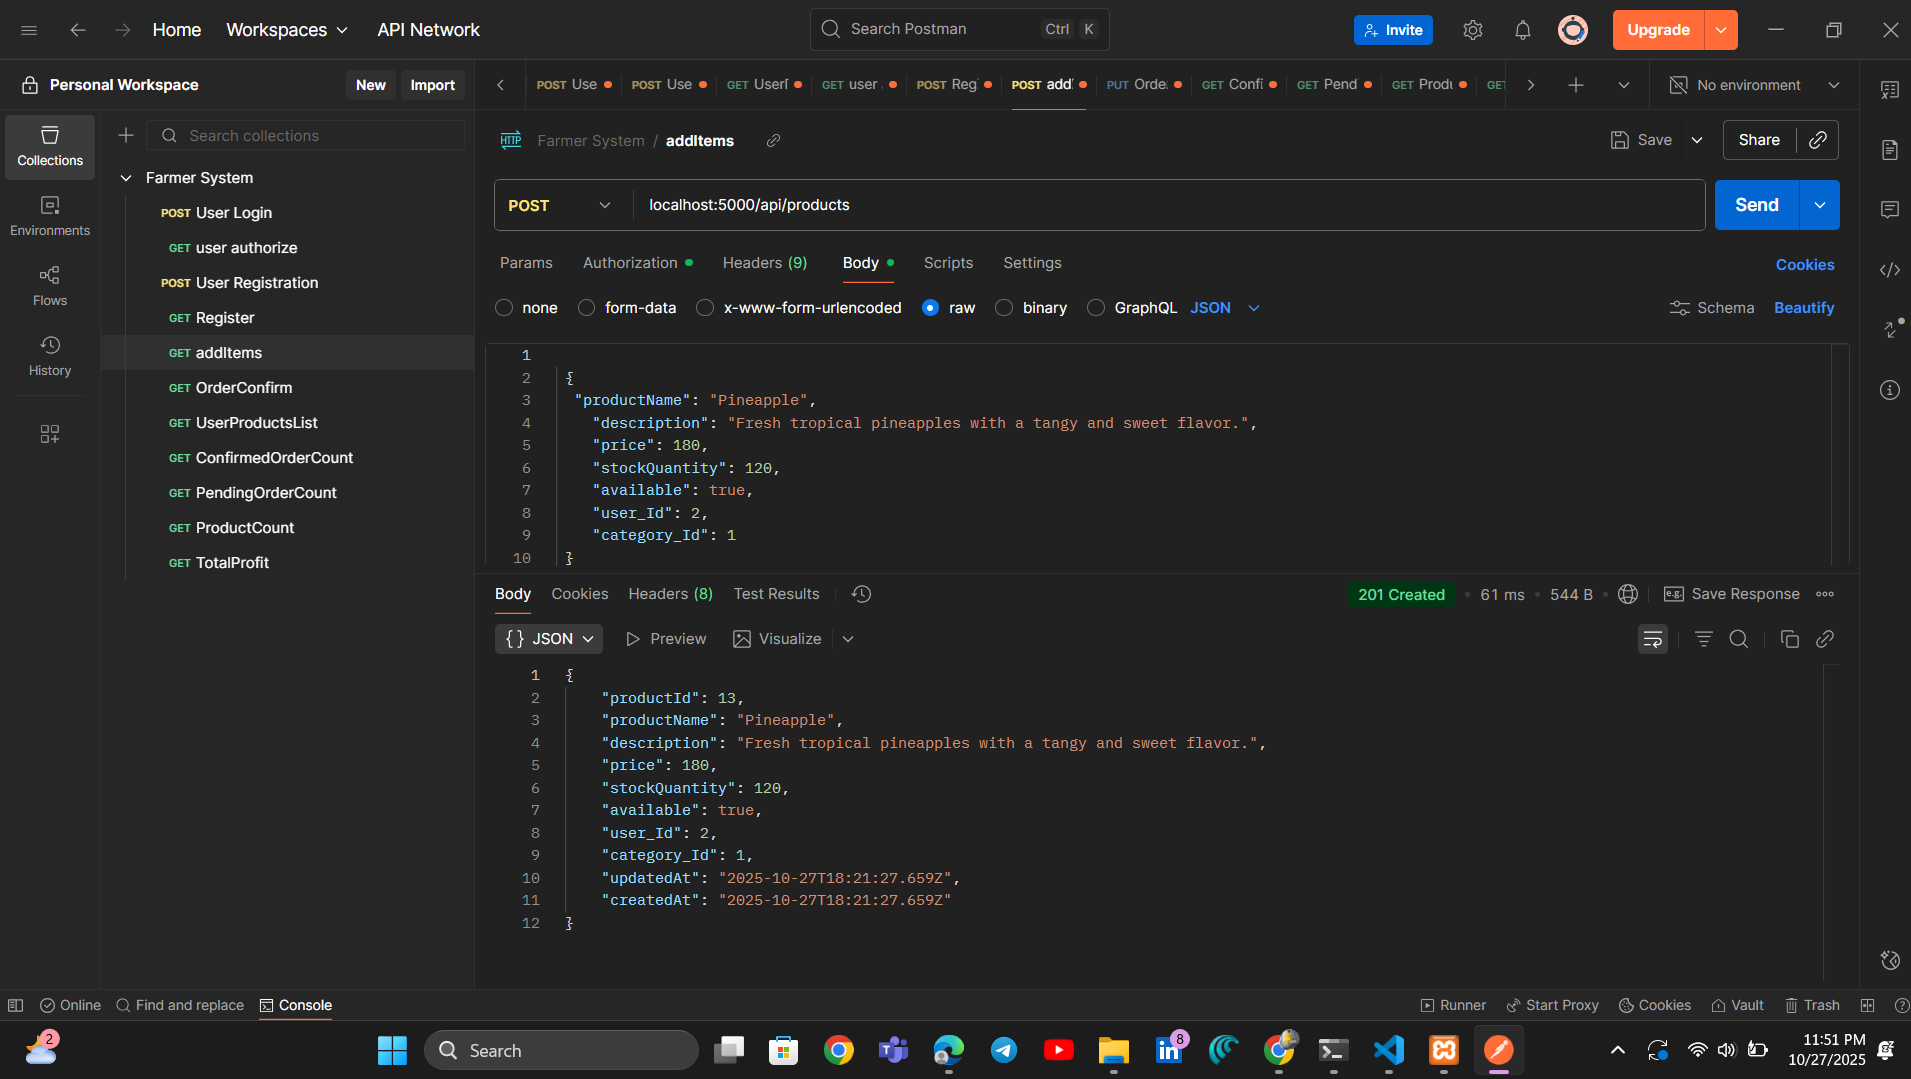 Home Workspaces API Network Search Postman Ctrl K Invite Upgrade
Personal Workspace New Import
POST Use POST Use GET Userl GET user POST Reg POST add PUT Orde GET Confi GET Pend GET Produ GET No environment
Collections
Environments
Flows
History
Search collections
Farmer System
POST User Login
GET user authorize
POST User Registration
GET Register
GET addItems
GET OrderConfirm
GET UserProductsList
GET ConfirmedOrderCount
GET PendingOrderCount
GET ProductCount
GET TotalProfit
HTTP Farmer System / addItems Save Share
POST localhost:5000/api/products Send
Params Authorization Headers (9) Body Scripts Settings Cookies
none form-data x-www-form-urlencoded raw binary GraphQL JSON Schema Beautify
1
2 {
3 "productName": "Pineapple",
4 "description": "Fresh tropical pineapples with a tangy and sweet flavor.",
5 "price": 180,
6 "stockQuantity": 120,
7 "available": true,
8 "user_Id": 2,
9 "category_Id": 1
10 }
Body Cookies Headers (8) Test Results 201 Created • 61 ms • 544 B • e.g. Save Response
{} JSON Preview Visualize
1 {
2 "productId": 13,
3 "productName": "Pineapple",
4 "description": "Fresh tropical pineapples with a tangy and sweet flavor.",
5 "price": 180,
6 "stockQuantity": 120,
7 "available": true,
8 "user_Id": 2,
9 "category_Id": 1,
10 "updatedAt": "2025-10-27T18:21:27.659Z",
11 "createdAt": "2025-10-27T18:21:27.659Z"
12 }
Online Find and replace Console Runner Start Proxy Cookies Vault Trash
2 Search 8 11:51 PM
10/27/2025